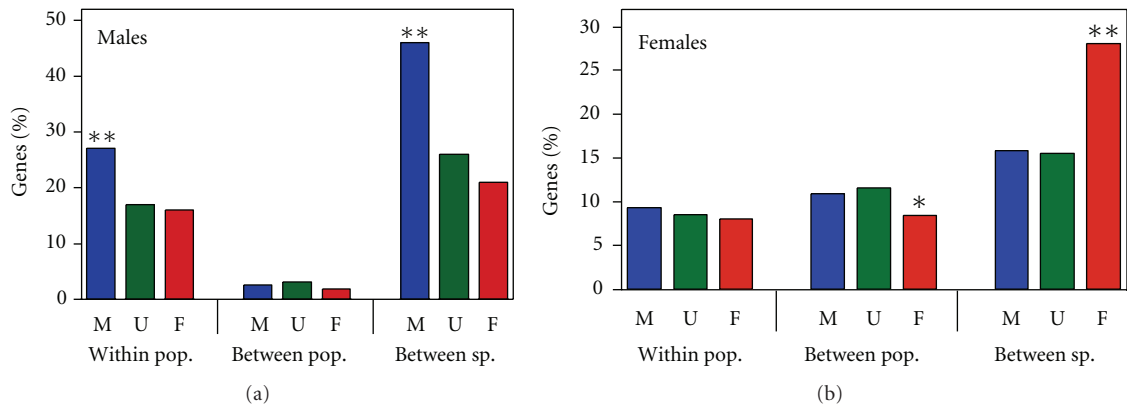 50
40
30
20
10
0
Genes (%)
Males
**
**
M U F M U F M U F
Within pop. Between pop. Between sp.
(a)
30
25
20
15
10
5
0
Genes (%)
Females
**
*
M U F M U F M U F
Within pop. Between pop. Between sp.
(b)